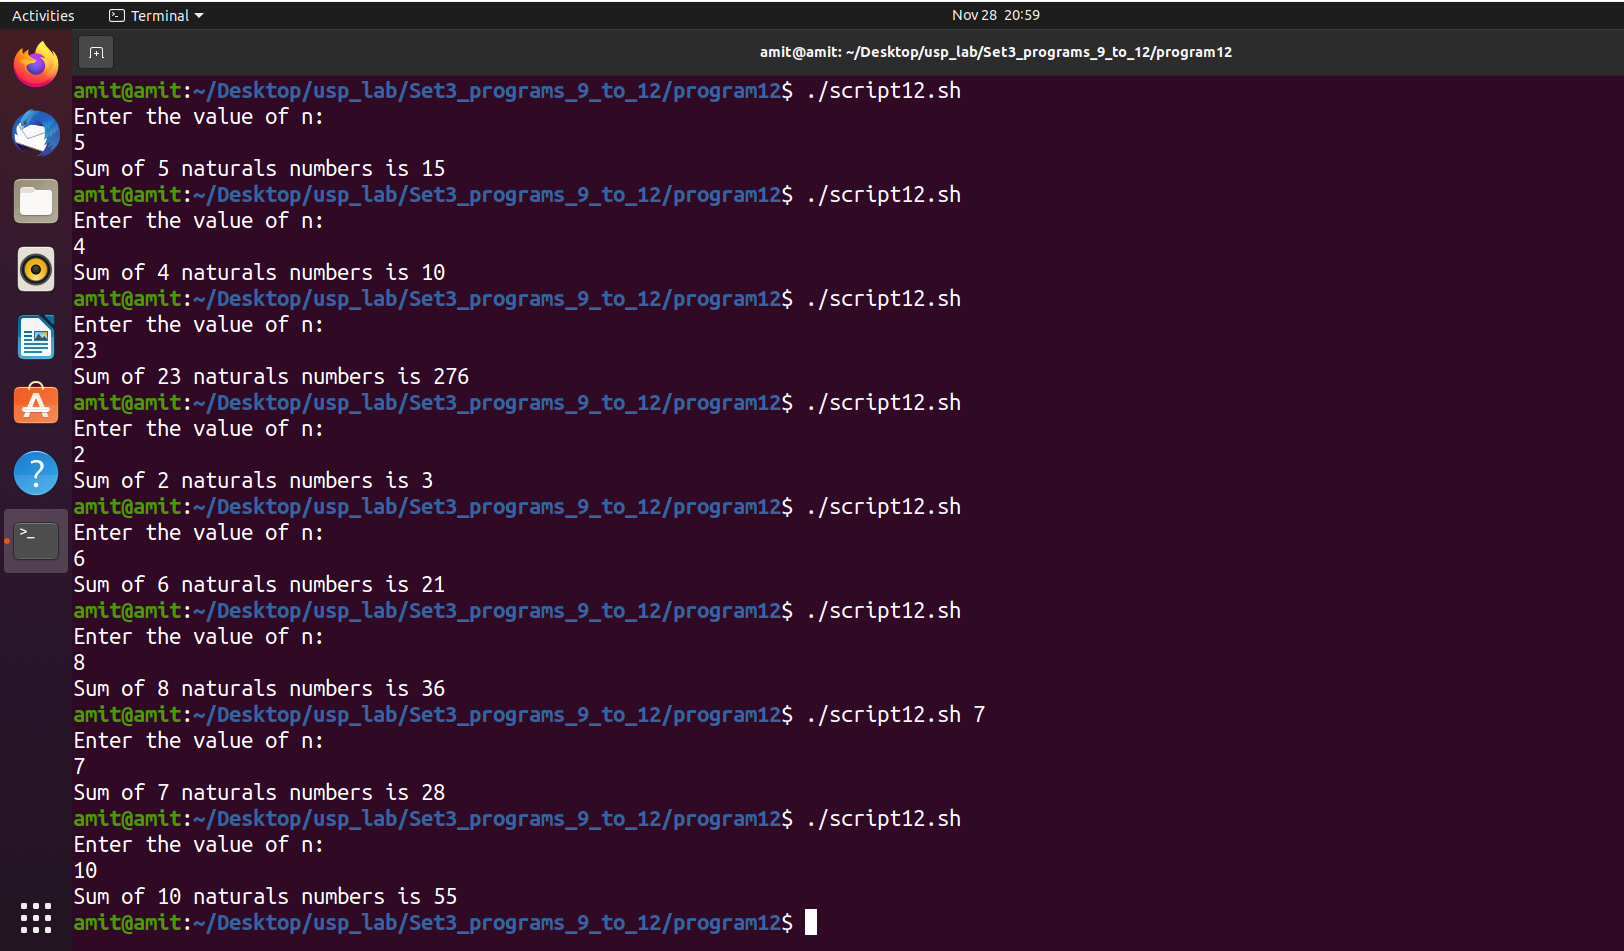 Activities
Terminal
Nov 28 20:59
amit@amit: ~/Desktop/usp_lab/Set3_programs_9_to_12/program12
amit@amit:~/Desktop/usp_lab/Set3_programs_9_to_12/program12$ ./script12.sh
Enter the value of n:
5
Sum of 5 naturals numbers is 15
amit@amit:~/Desktop/usp_lab/Set3_programs_9_to_12/program12$ ./script12.sh
Enter the value of n:
4
Sum of 4 naturals numbers is 10
amit@amit:~/Desktop/usp_lab/Set3_programs_9_to_12/program12$ ./script12.sh
Enter the value of n:
23
Sum of 23 naturals numbers is 276
amit@amit:~/Desktop/usp_lab/Set3_programs_9_to_12/program12$ ./script12.sh
Enter the value of n:
2
Sum of 2 naturals numbers is 3
amit@amit:~/Desktop/usp_lab/Set3_programs_9_to_12/program12$ ./script12.sh
Enter the value of n:
6
Sum of 6 naturals numbers is 21
amit@amit:~/Desktop/usp_lab/Set3_programs_9_to_12/program12$ ./script12.sh
Enter the value of n:
8
Sum of 8 naturals numbers is 36
amit@amit:~/Desktop/usp_lab/Set3_programs_9_to_12/program12$ ./script12.sh 7
Enter the value of n:
7
Sum of 7 naturals numbers is 28
amit@amit:~/Desktop/usp_lab/Set3_programs_9_to_12/program12$ ./script12.sh
Enter the value of n:
10
Sum of 10 naturals numbers is 55
amit@amit:~/Desktop/usp_lab/Set3_programs_9_to_12/program12$